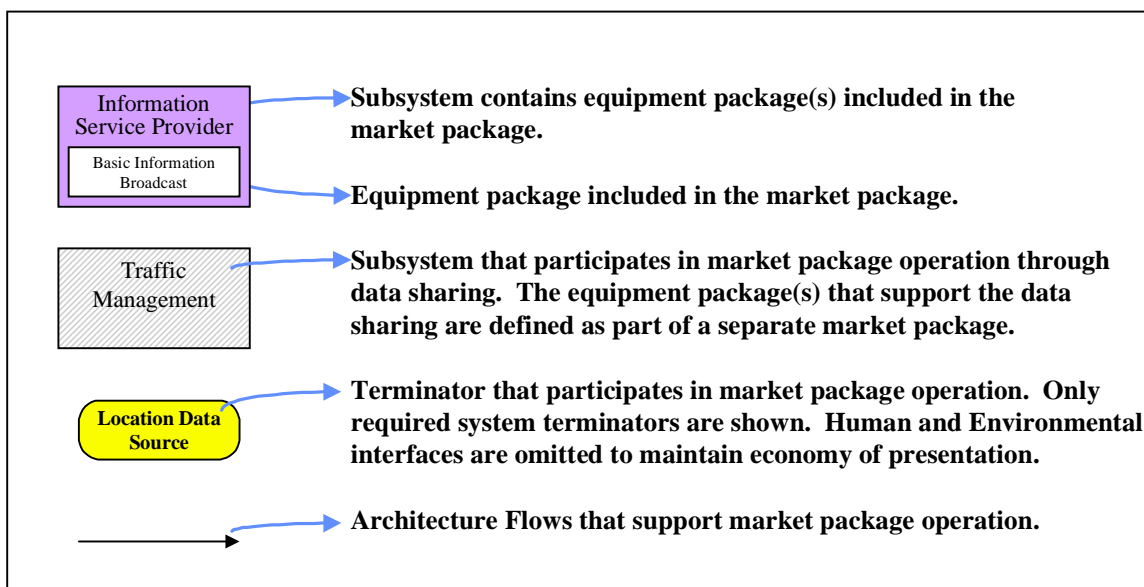 Information
Service Provider
Basic Information
Broadcast
Subsystem contains equipment package(s) included in the
market package.
Equipment package included in the market package.
Traffic
Management
Subsystem that participates in market package operation through
data sharing.  The equipment package(s) that support the data
sharing are defined as part of a separate market package.
Location Data
Source
Terminator that participates in market package operation.  Only
required system terminators are shown.  Human and Environmental
interfaces are omitted to maintain economy of presentation.
Architecture Flows that support market package operation.